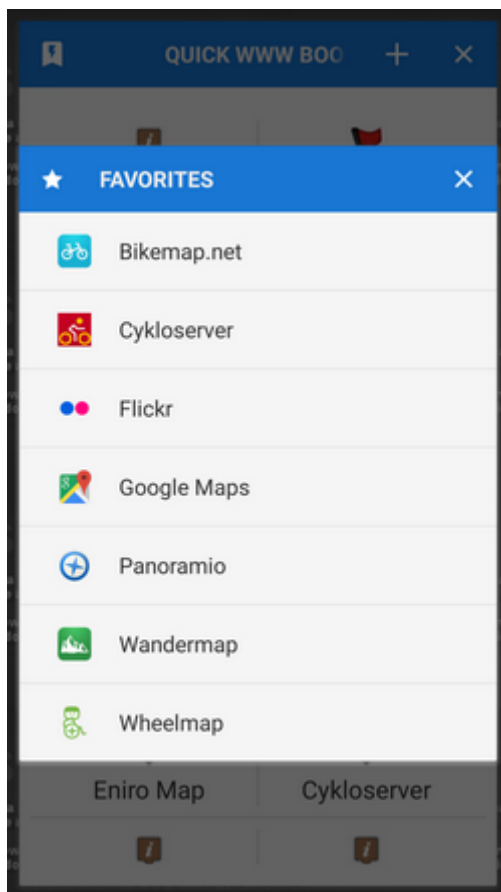 QUICK WWW BOO
FAVORITES
Bikemap.net
Cykloserver
Flickr
Google Maps
Panoramio
Wandermap
Wheelmap
Eniro Map
Cykloserver